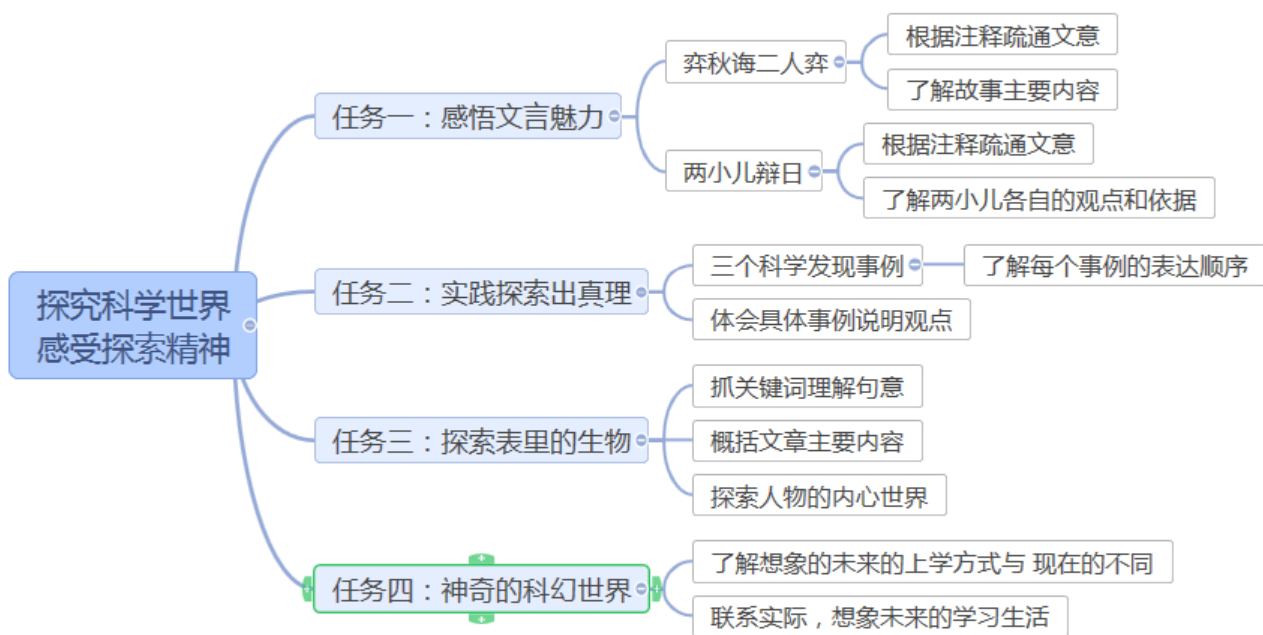 探究科学世界
感受探索精神
任务一：感悟文言魅力
弈秋诲二人弈
根据注释疏通文意
了解故事主要内容
两小儿辩日
根据注释疏通文意
了解两小儿各自的观点和依据
任务二：实践探索出真理
三个科学发现事例
了解每个事例的表达顺序
体会具体事例说明观点
任务三：探索表里的生物
抓关键词理解句意
概括文章主要内容
探索人物的内心世界
任务四：神奇的科幻世界
了解想象的未来的上学方式与 现在的不同
联系实际，想象未来的学习生活